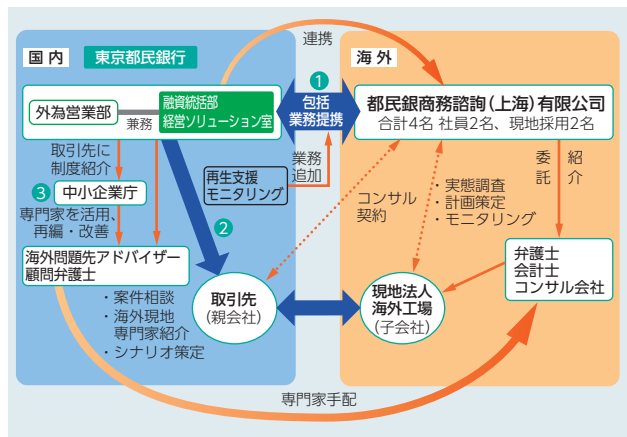 連携
国内
東京都民銀行
海外
外為営業部
兼務
融資統括部
経営ソリューション室
1
包括
業務提携
都民銀商務諮詢(上海)有限公司
合計4名 社員2名、現地採用2名
取引先に
制度紹介
3
中小企業庁
専門家を活用、
再編・改善
海外問題先アドバイザー
顧問弁護士
・案件相談
・海外現地
専門家紹介
・シナリオ策定
再生支援
モニタリング
業務
追加
2
コンサル
契約
・実態調査
・計画策定
・モニタリング
委託
紹介
弁護士
会計士
コンサル会社
取引先
(親会社)
現地法人
海外工場
(子会社)
専門家手配